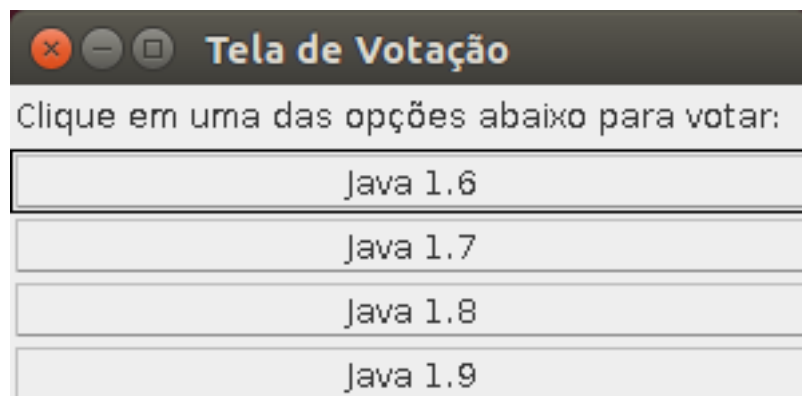 Tela de Votação
Clique em uma das opções abaixo para votar:
Java 1.6
Java 1.7
Java 1.8
Java 1.9